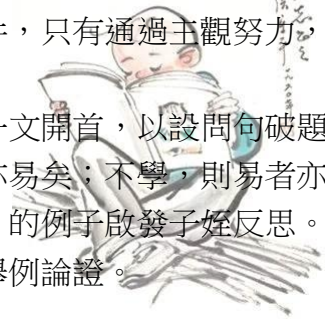 件，只有通過主觀努力，
一文開首，以設問句破題
亦易矣；不學，則易者亦
」的例子啟發子姪反思。
舉例論證。